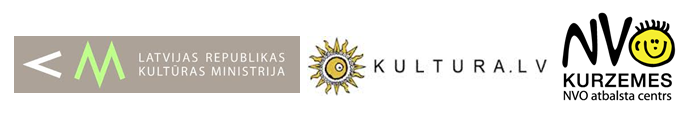 LATVIJAS REPUBLIKAS
KULTŪRAS MINISTRIJA
KULTURA.LV
NVO
KURZEMES
NVO atbalsta centrs